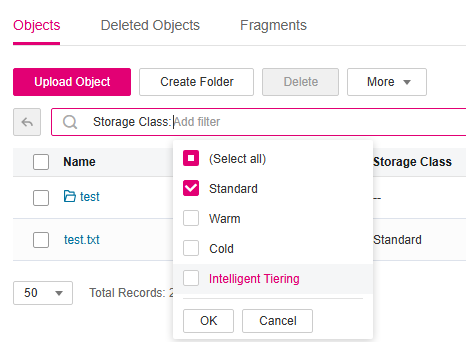 Objects Deleted Objects Fragments
Upload Object Create Folder Delete More
Storage Class: Add filter
(Select all)
Standard
Warm
Cold
Intelligent Tiering
OK Cancel
Name Storage Class
test --
test.txt Standard
50 Total Records: 2